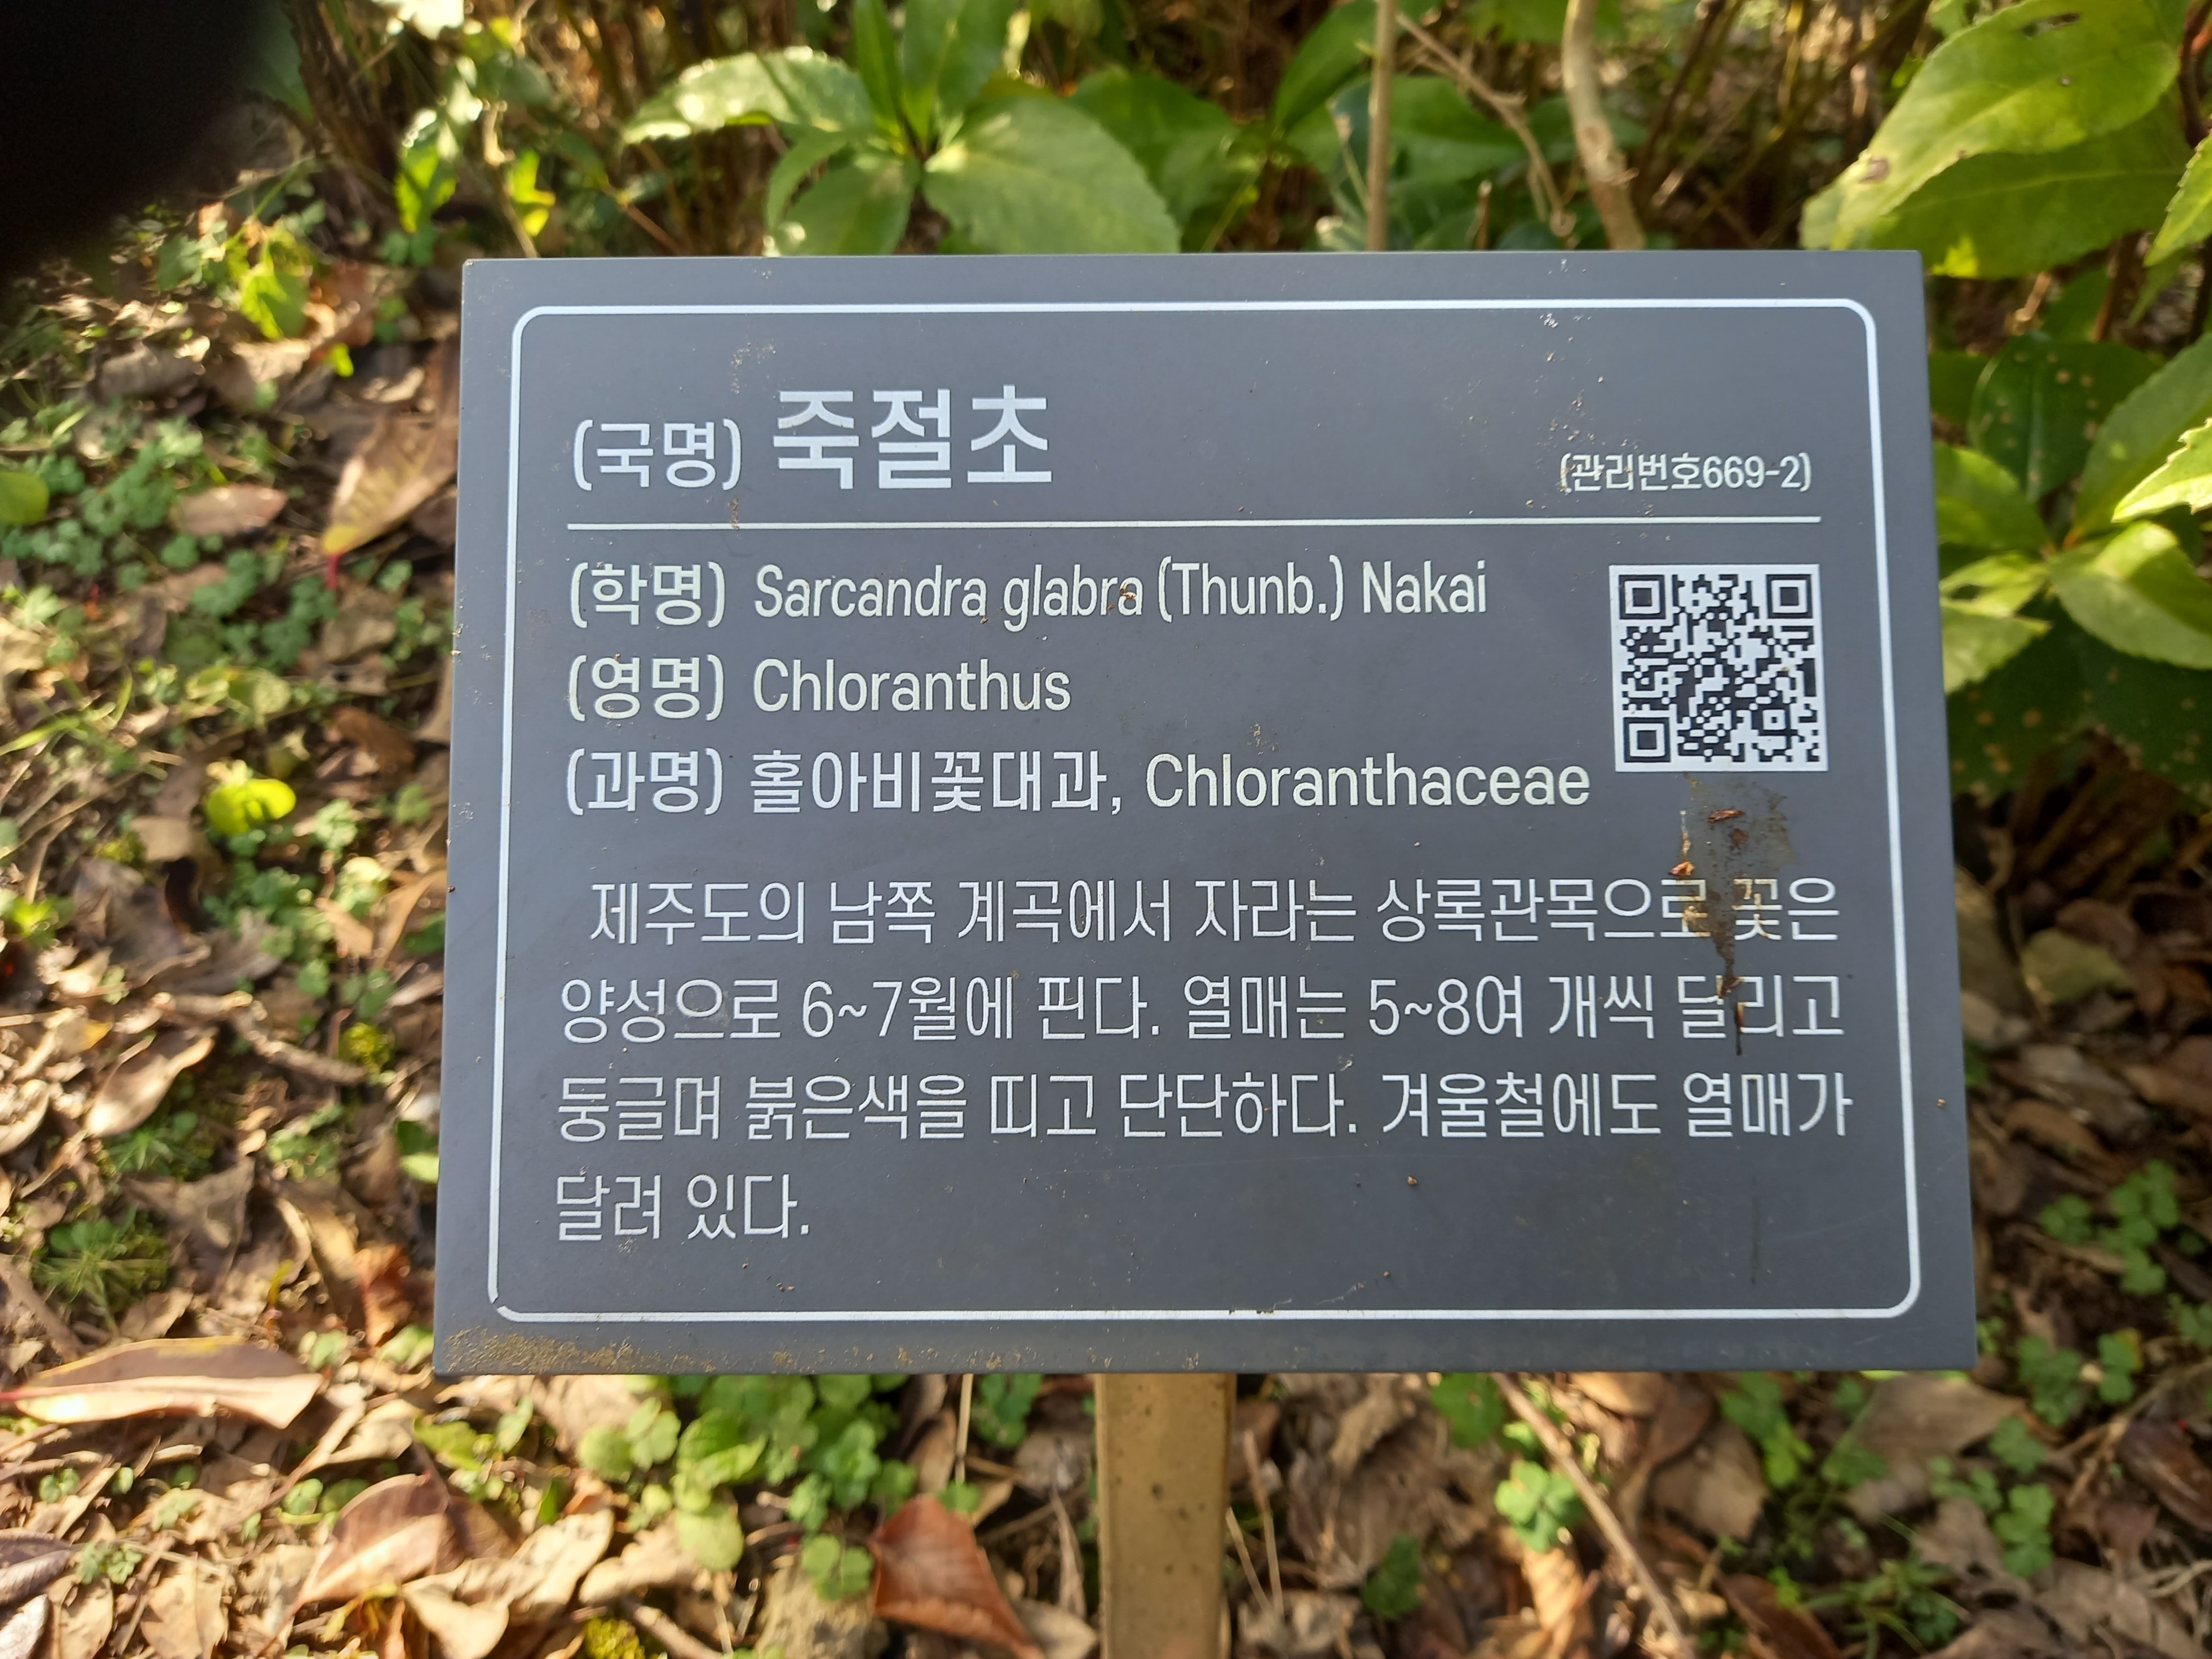 (국명) 죽절초 (관리번호669-2)
(학명) Sarcandra glabra (Thunb.) Nakai
(영명) Chloranthus
(과명) 홀아비꽃대과, Chloranthaceae
제주도의 남쪽 계곡에서 자라는 상록관목으로 꽃은
양성으로 6~7월에 핀다. 열매는 5~8여 개씩 달리고
둥글며 붉은색을 띠고 단단하다. 겨울철에도 열매가
달려 있다.